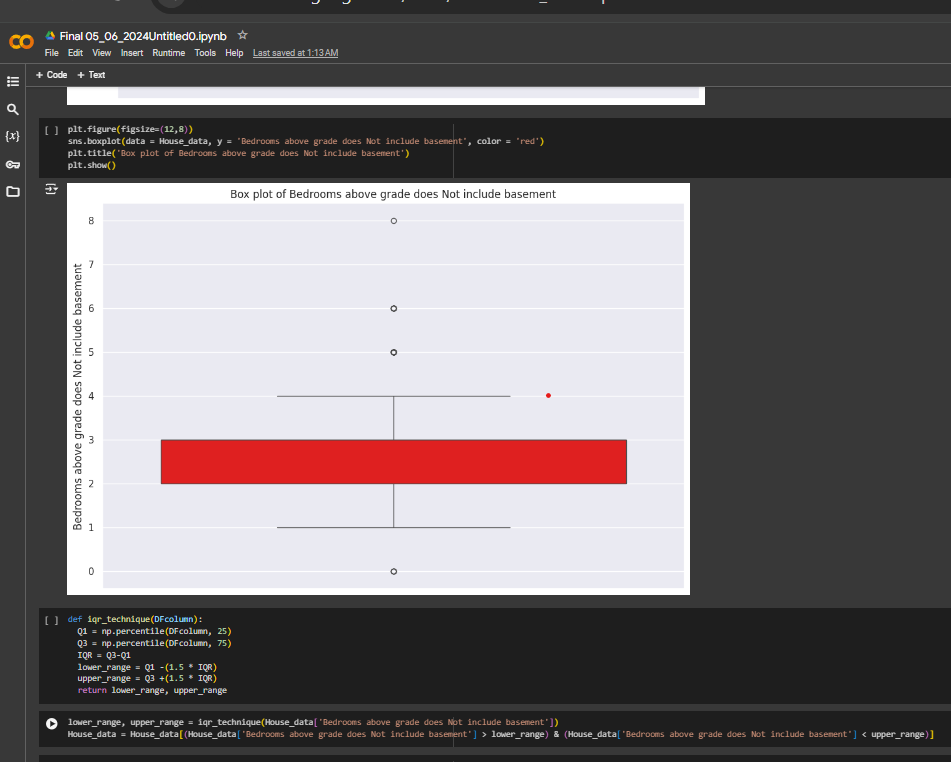 Final 05_06_2024Untitled0.ipynb
File Edit View Insert Runtime Tools Help Last saved at 1:13 AM
+ Code + Text
[ ] plt.figure(figsize=(12,8))
sns.boxplot(data = House_data, y = 'Bedrooms above grade does Not include basement', color = 'red')
plt.title('Box plot of Bedrooms above grade does Not include basement')
plt.show()
Box plot of Bedrooms above grade does Not include basement
Bedrooms above grade does Not include basement
8
7
6
5
4
3
2
1
0
[ ] def iqr_technique(DFcolumn):
Q1 = np.percentile(DFcolumn, 25)
Q3 = np.percentile(DFcolumn, 75)
IQR = Q3-Q1
lower_range = Q1 -(1.5 * IQR)
upper_range = Q3 +(1.5 * IQR)
return lower_range, upper_range
lower_range, upper_range = iqr_technique(House_data['Bedrooms above grade does Not include basement'])
House_data = House_data[(House_data['Bedrooms above grade does Not include basement'] > lower_range) & (House_data['Bedrooms above grade does Not include basement'] < upper_range)]